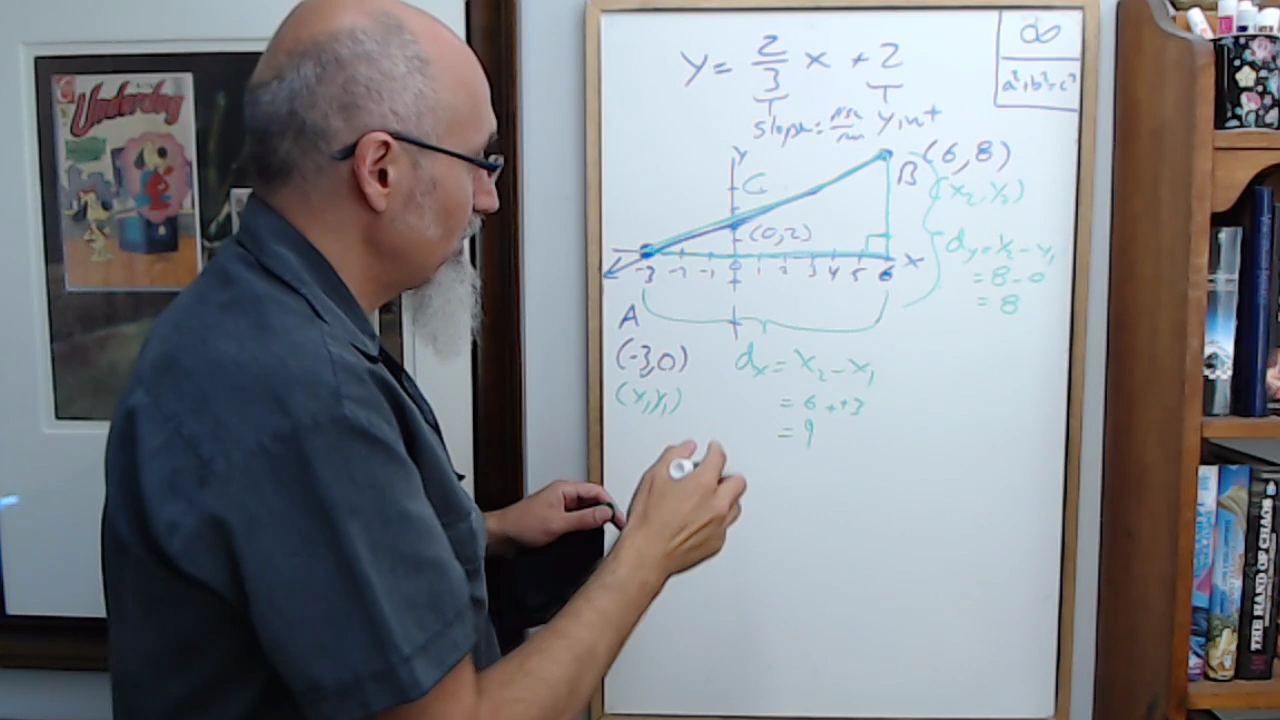 Underdog
∞
a²+b²=c²
y = 2/3 x + 2
slope = rise/run y, int
y
C
(6,8)
B
(x₂, y₂)
(0,2)
dy = y₂ - y₁
= 8 - 0
= 8
-3 -2 -1 0 1 2 3 4 5 6 x
A
(-3,0)
(x₁y₁)
dx = x₂ - x₁
= 6 + +3
= 9
THE HAND OF CHAOS